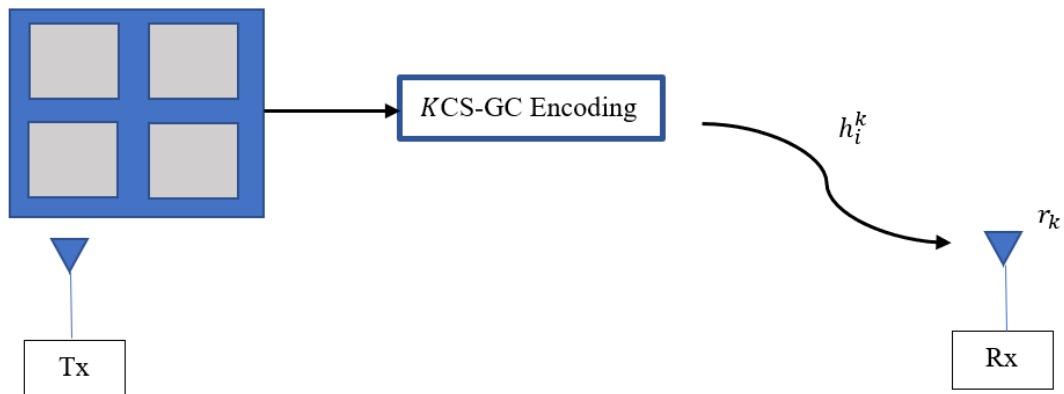 KCS-GC Encoding
h_i^k
r_k
Tx
Rx